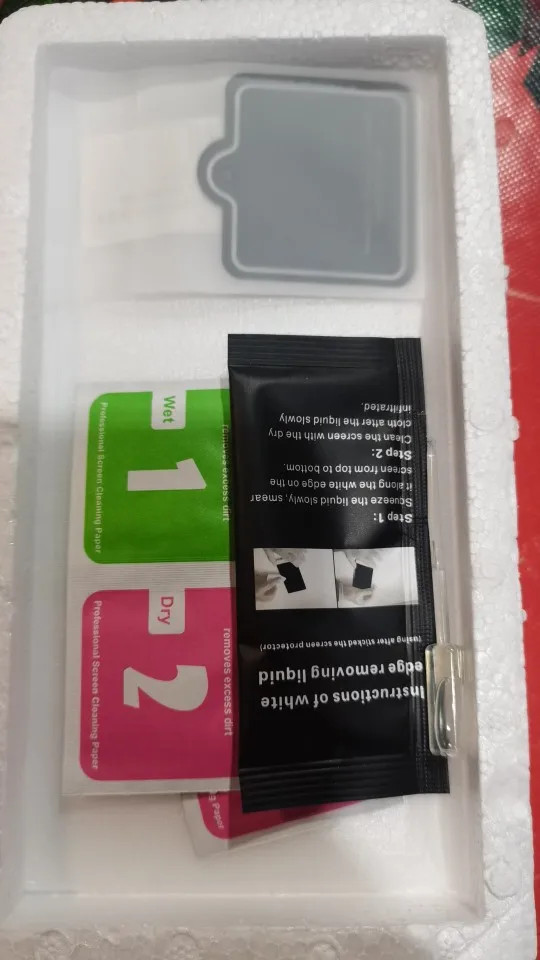 Wet
1
removes excess dirt
Professional Screen Cleaning Paper
Dry
2
removes excess dirt
Professional Screen Cleaning Paper
Paper
Instructions of white
edge removing liquid
(using after sticked the screen protector)
Step 1:
Squeeze the liquid slowly, smear
it along the white edge on the
screen from top to bottom.
Step 2:
Clean the screen with the dry
cloth after the liquid slowly
infiltrated.